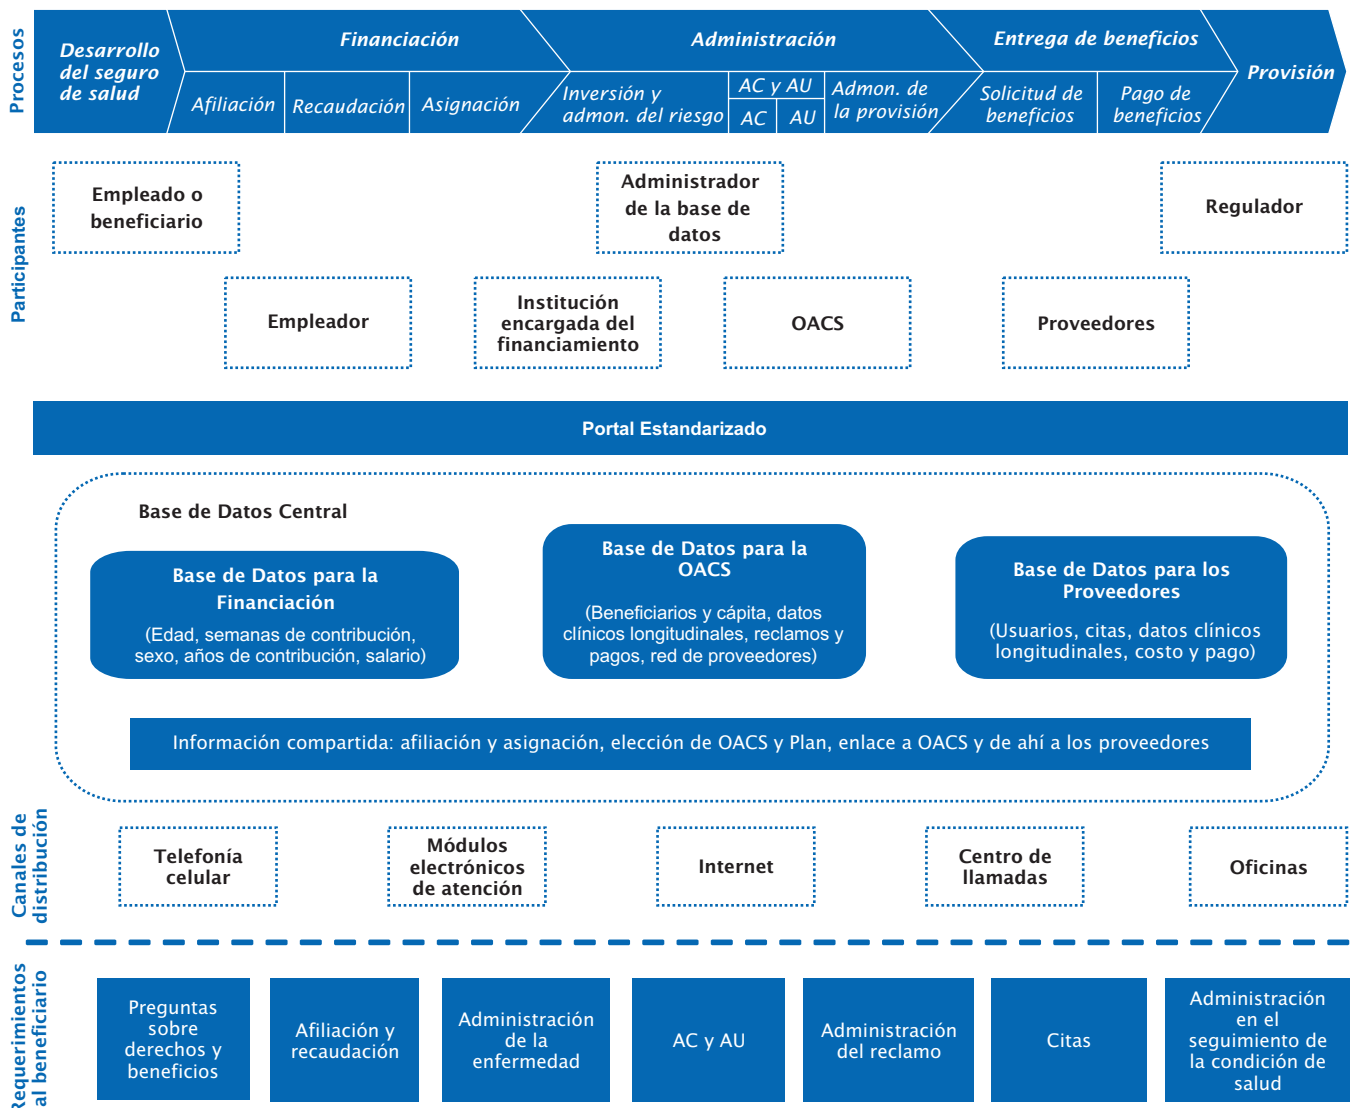 Procesos
Desarrollo
del seguro
de salud
Financiación
Afiliación
Recaudación
Asignación
Administración
Inversión y
admon. del riesgo
AC y AU
AC
AU
Admon. de
la provisión
Entrega de beneficios
Solicitud de
beneficios
Pago de
beneficios
Provisión
Participantes
Empleado o
beneficiario
Administrador
de la base de
datos
Regulador
Empleador
Institución
encargada del
financiamiento
OACS
Proveedores
Portal Estandarizado
Base de Datos Central
Base de Datos para la
Financiación
(Edad, semanas de contribución,
sexo, años de contribución, salario)
Base de Datos para la
OACS
(Beneficiarios y cápita, datos
clínicos longitudinales, reclamos y
pagos, red de proveedores)
Base de Datos para los
Proveedores
(Usuarios, citas, datos clínicos
longitudinales, costo y pago)
Información compartida: afiliación y asignación, elección de OACS y Plan, enlace a OACS y de ahí a los proveedores
Canales de
distribución
Telefonía
celular
Módulos
electrónicos
de atención
Internet
Centro de
llamadas
Oficinas
Requerimientos
al beneficiario
Preguntas
sobre
derechos y
beneficios
Afiliación y
recaudación
Administración
de la
enfermedad
AC y AU
Administración
del reclamo
Citas
Administración
en el
seguimiento de
la condición de
salud